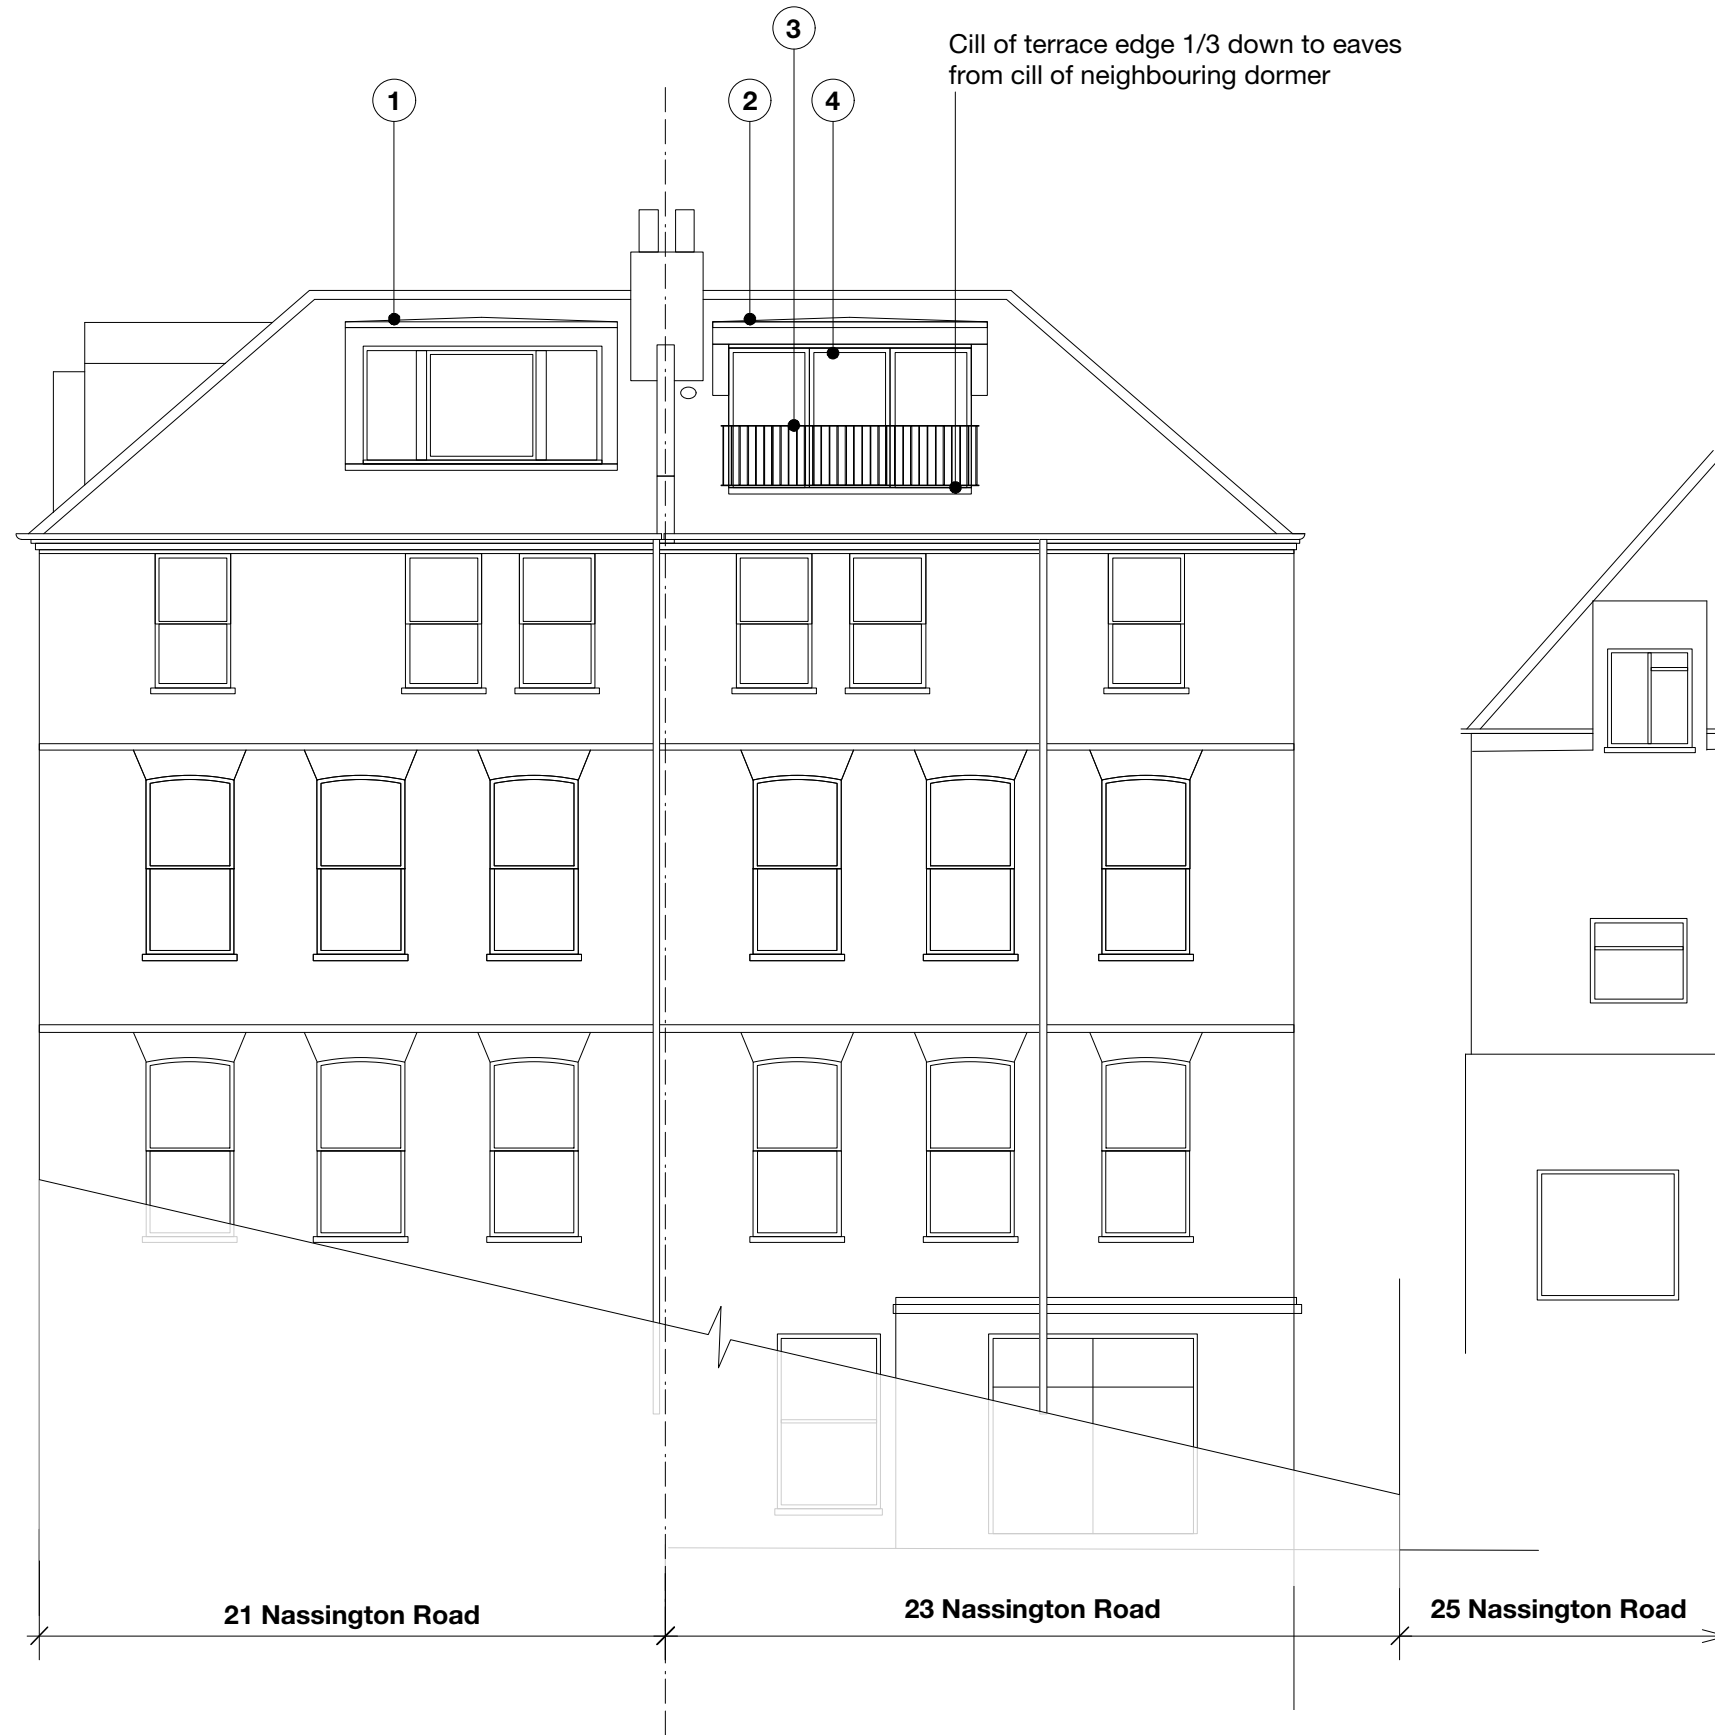 3
Cill of terrace edge 1/3 down to eaves
from cill of neighbouring dormer
1
2
4
21 Nassington Road
23 Nassington Road
25 Nassington Road